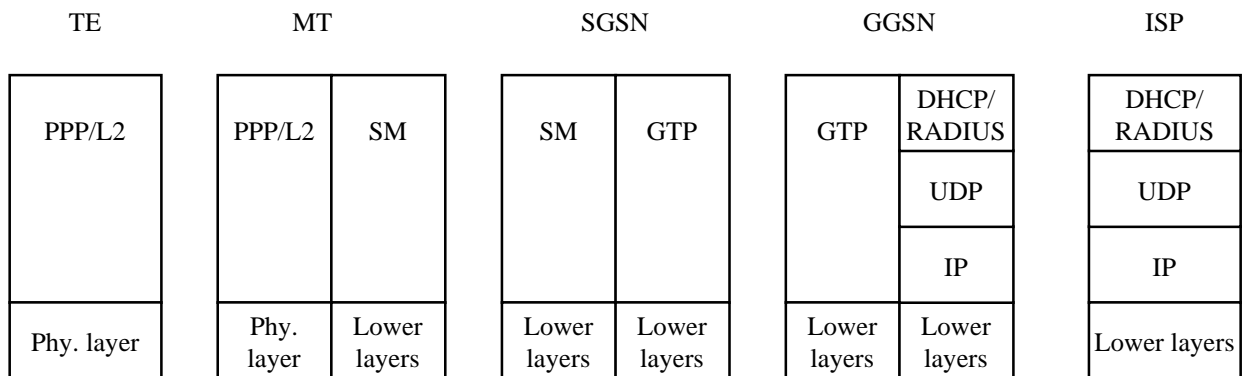 TE MT SGSN GGSN ISP
PPP/L2
PPP/L2 SM
SM GTP
GTP
DHCP/
RADIUS
UDP
IP
DHCP/
RADIUS
UDP
IP
Phy. layer
Phy.
layer
Lower
layers
Lower
layers
Lower
layers
Lower
layers
Lower
layers
Lower layers